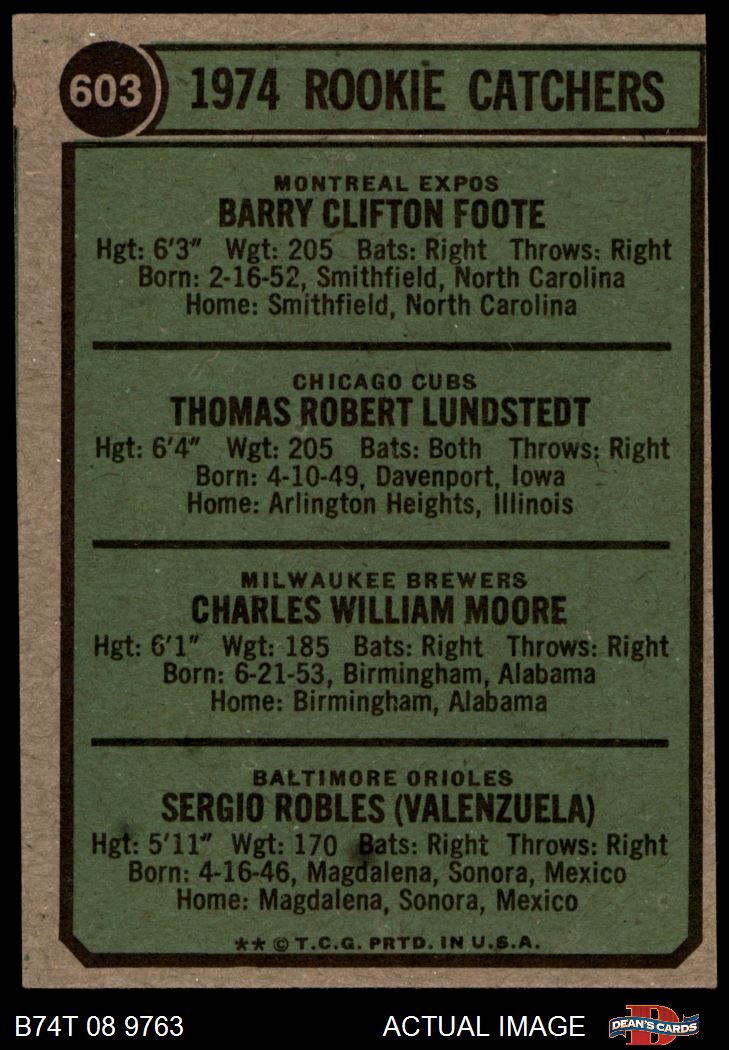 603
1974 ROOKIE CATCHERS
MONTREAL EXPOS
BARRY CLIFTON FOOTE
Hgt: 6'3" Wgt: 205 Bats: Right Throws: Right
Born: 2-16-52, Smithfield, North Carolina
Home: Smithfield, North Carolina
CHICAGO CUBS
THOMAS ROBERT LUNDSTEDT
Hgt: 6'4" Wgt: 205 Bats: Both Throws: Right
Born: 4-10-49, Davenport, Iowa
Home: Arlington Heights, Illinois
MILWAUKEE BREWERS
CHARLES WILLIAM MOORE
Hgt: 6'1" Wgt: 185 Bats: Right Throws: Right
Born: 6-21-53, Birmingham, Alabama
Home: Birmingham, Alabama
BALTIMORE ORIOLES
SERGIO ROBLES (VALENZUELA)
Hgt: 5'11" Wgt: 170 Bats: Right Throws: Right
Born: 4-16-46, Magdalena, Sonora, Mexico
Home: Magdalena, Sonora, Mexico
** © T.C.G. PRTD. IN U.S.A.
B74T 08 9763 ACTUAL IMAGE D DEAN'S CARDS